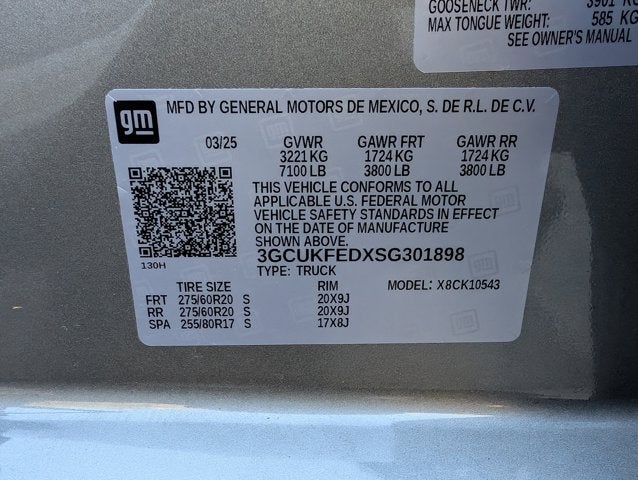 GOOSENECK TWR: 3901 KG
MAX TONGUE WEIGHT: 585 KG
SEE OWNER'S MANUAL
gm
MFD BY GENERAL MOTORS DE MEXICO, S. DE R.L. DE C.V.
03/25 GVWR GAWR FRT GAWR RR
3221 KG 1724 KG 1724 KG
7100 LB 3800 LB 3800 LB
THIS VEHICLE CONFORMS TO ALL
APPLICABLE U.S. FEDERAL MOTOR
VEHICLE SAFETY STANDARDS IN EFFECT
ON THE DATE OF MANUFACTURE
SHOWN ABOVE.
3GCUKFEDXSG301898
130H
TYPE: TRUCK
TIRE SIZE RIM MODEL: X8CK10543
FRT 275/60R20 S 20X9J
RR 275/60R20 S 20X9J
SPA 255/80R17 S 17X8J